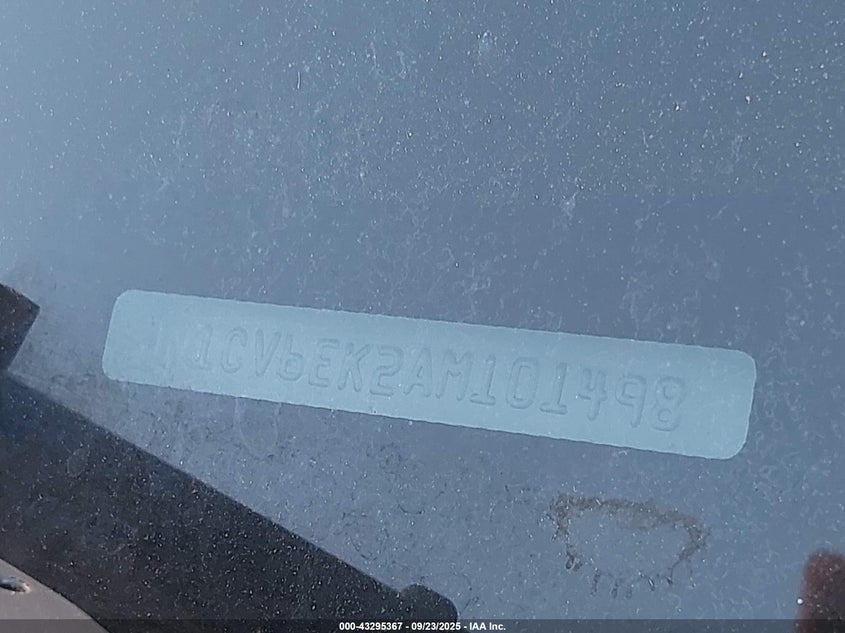 1CV6EK2AM101498
000-43295367 - 09/23/2025 - IAA Inc.